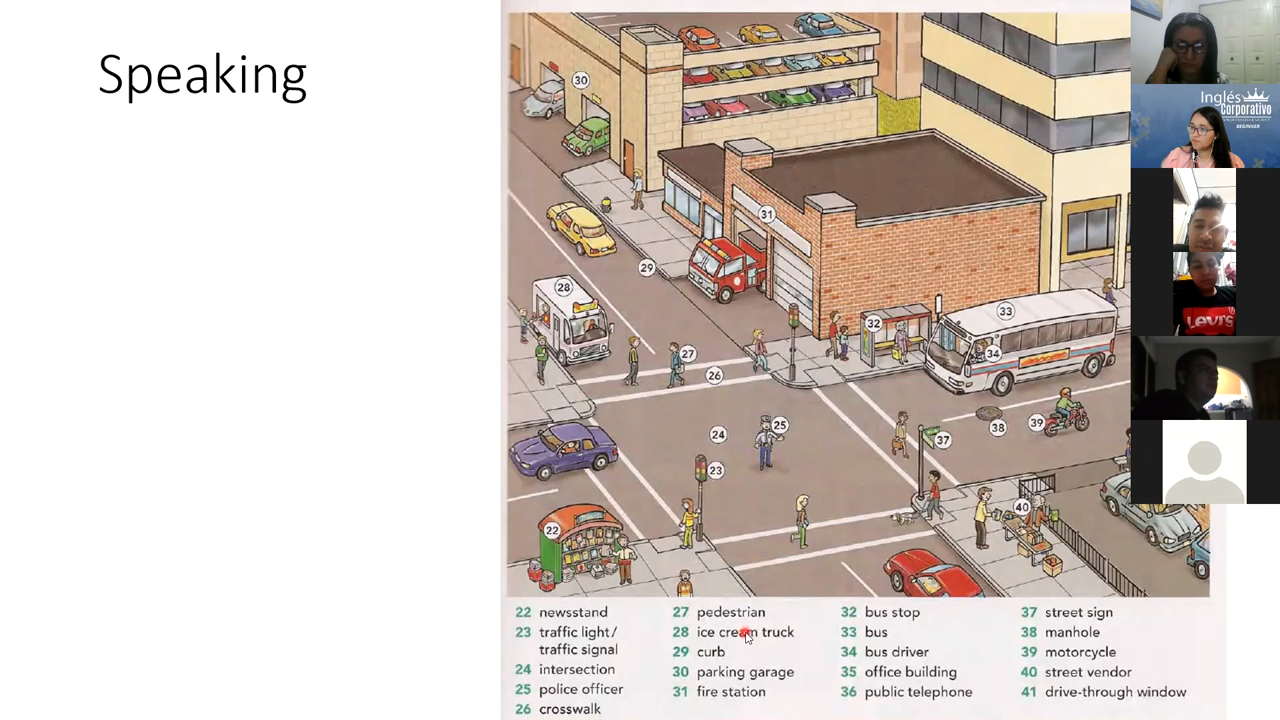 Speaking
30
31
29
28
32
33
34
27
26
24
25
23
37
38
39
40
22
Inglés
Corporativo
BEGINNER
LEVI'S
22 newsstand
23 traffic light/
traffic signal
24 intersection
25 police officer
26 crosswalk
27 pedestrian
28 ice cream truck
29 curb
30 parking garage
31 fire station
32 bus stop
33 bus
34 bus driver
35 office building
36 public telephone
37 street sign
38 manhole
39 motorcycle
40 street vendor
41 drive-through window